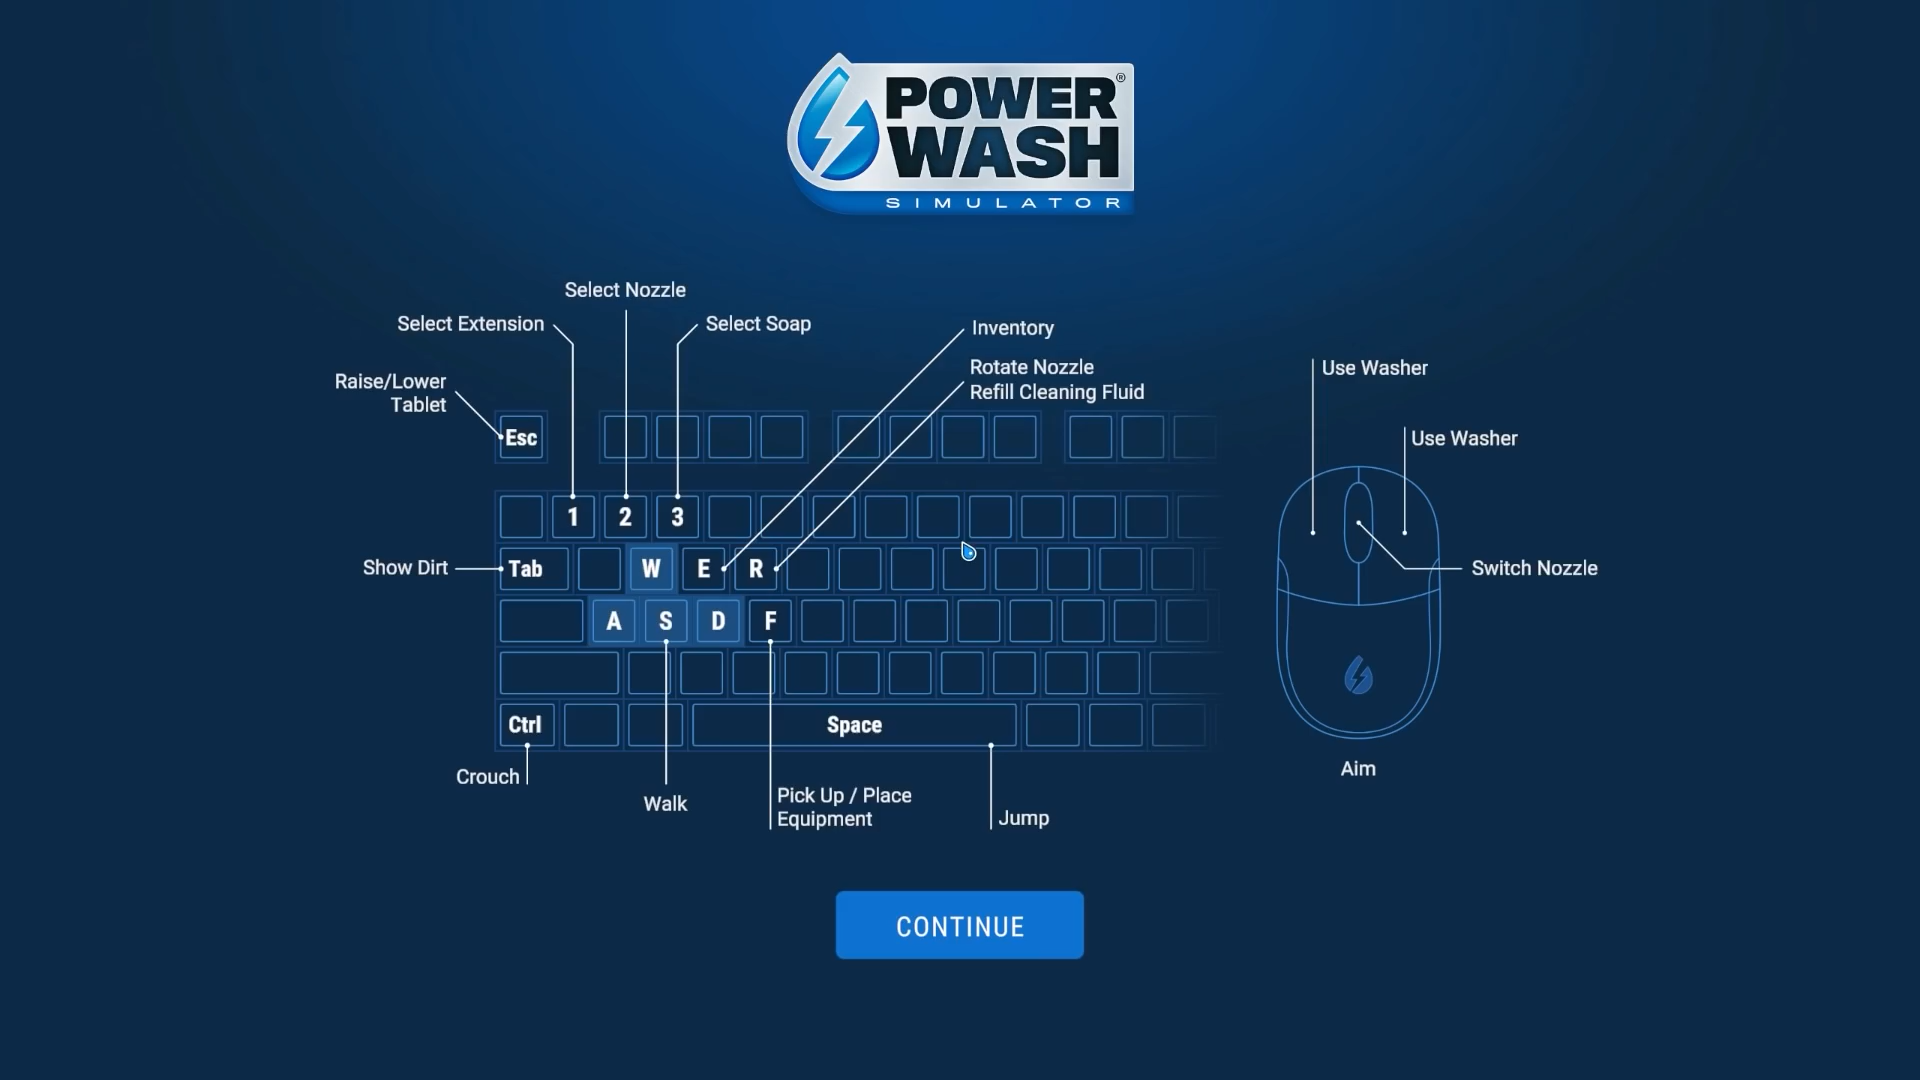 POWER®
WASH
SIMULATOR
Select Nozzle
Select Extension
Select Soap
Inventory
Raise/Lower
Tablet
Rotate Nozzle
Refill Cleaning Fluid
Use Washer
Use Washer
Esc
1 2 3
Show Dirt
Tab W E R
Switch Nozzle
A S D F
Ctrl Space
Crouch
Walk
Pick Up / Place
Equipment
Jump
Aim
CONTINUE